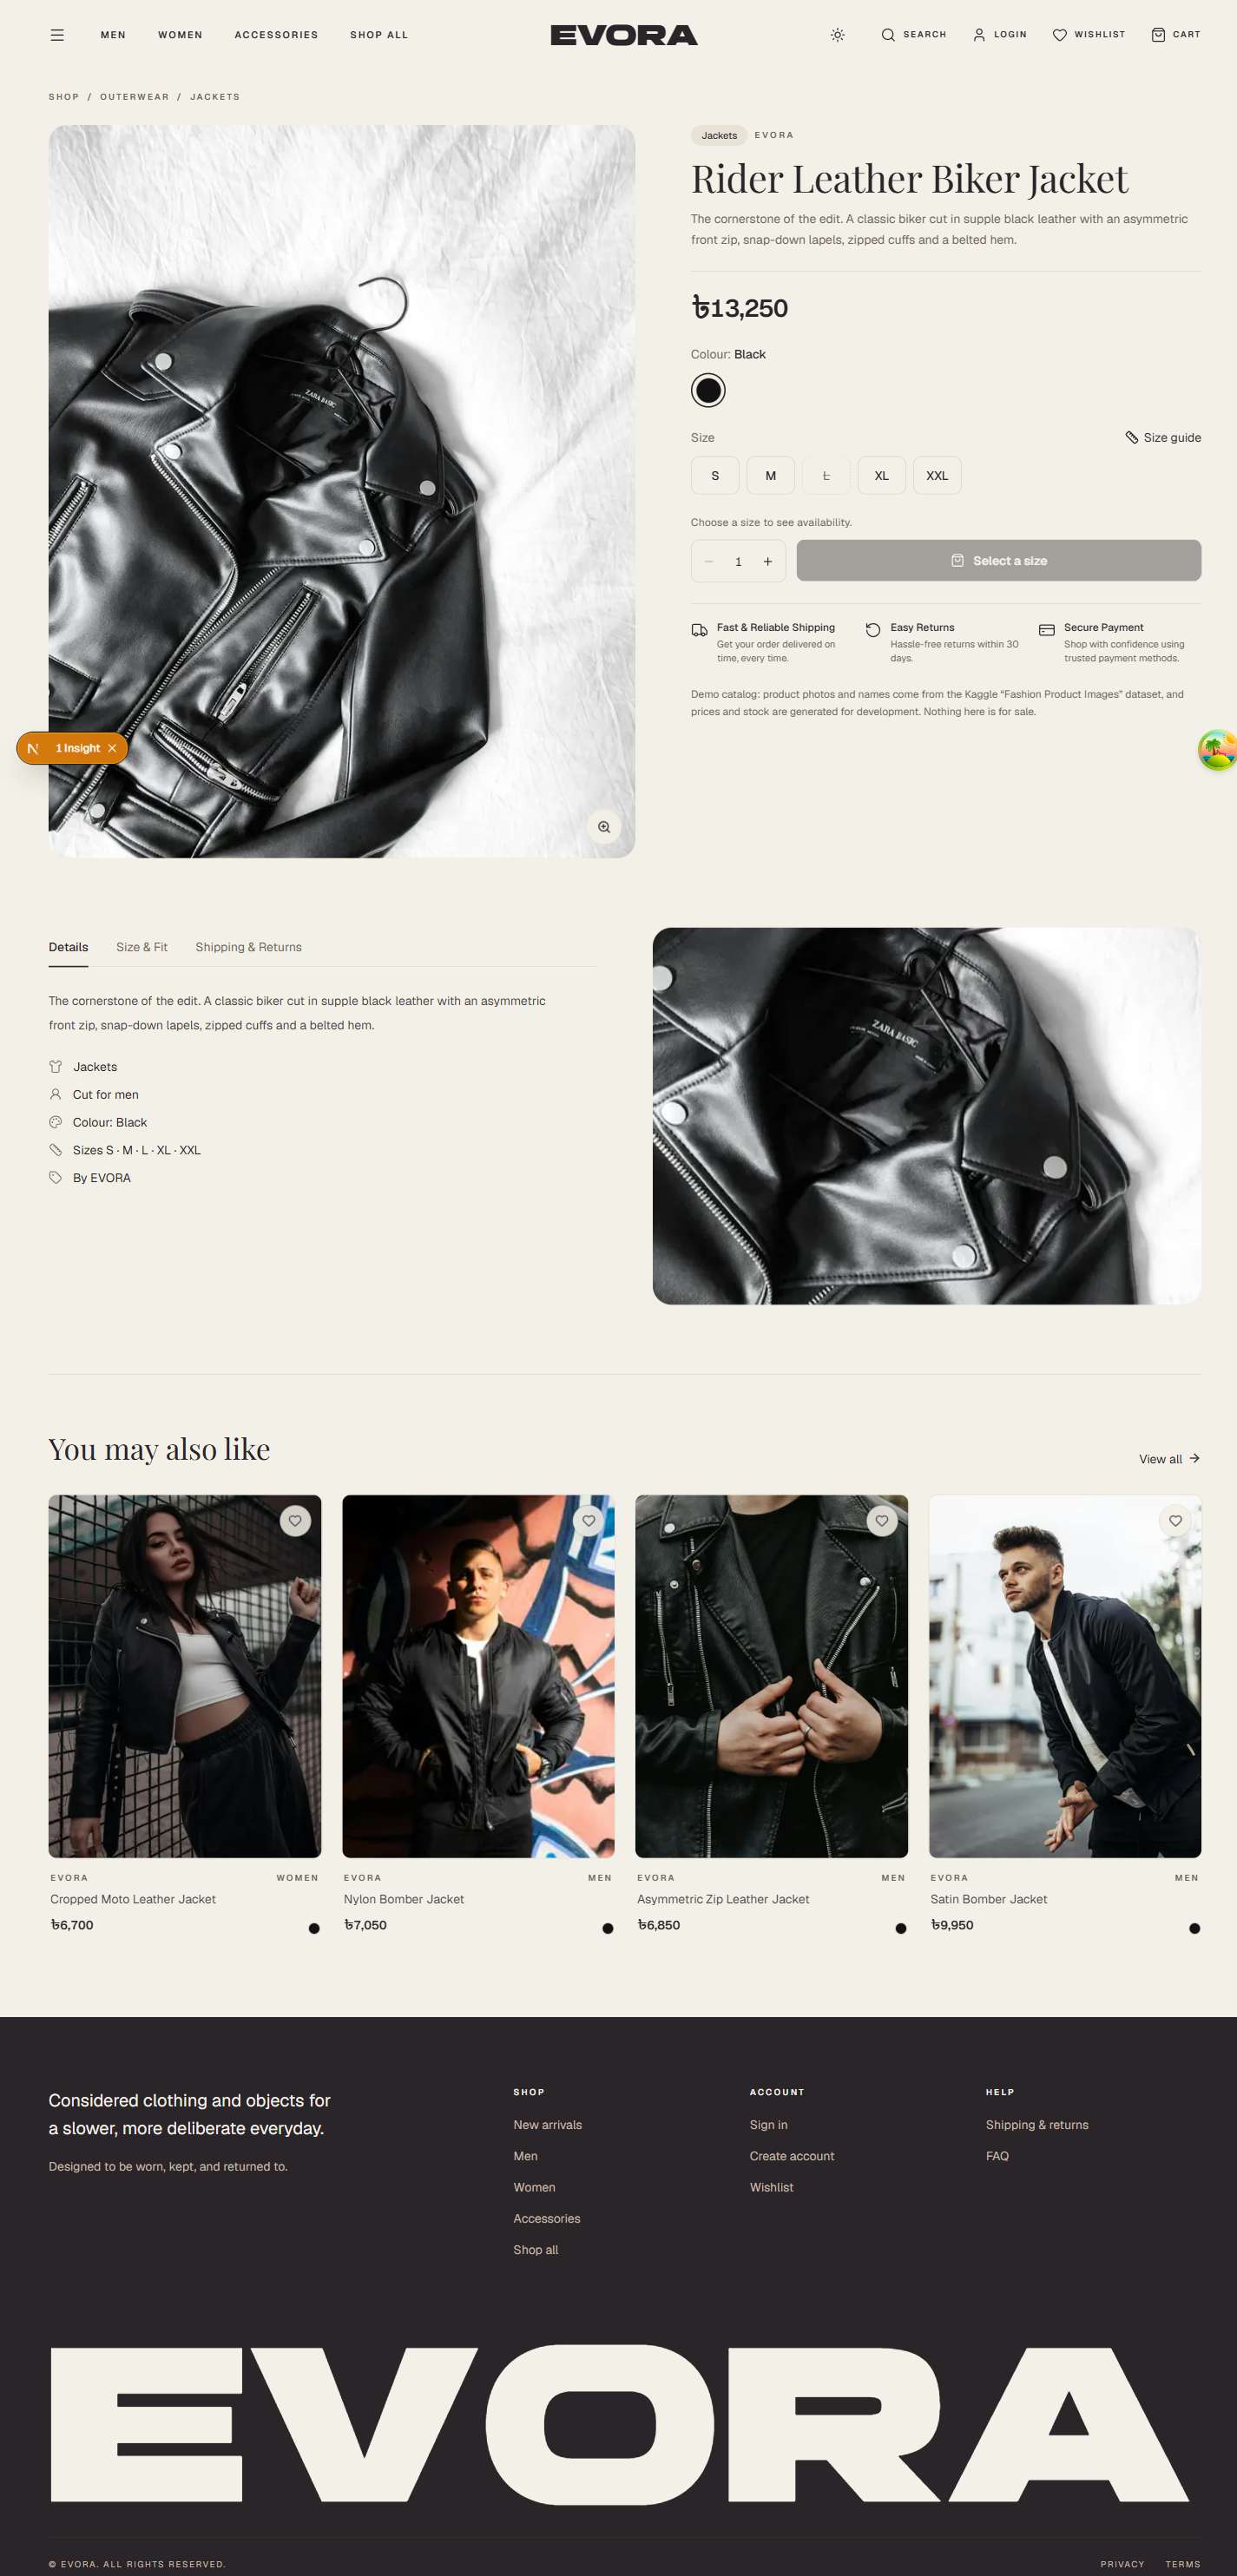 MEN WOMEN ACCESSORIES SHOP ALL EVORA SEARCH LOGIN WISHLIST CART
SHOP / OUTERWEAR / JACKETS
ZARA BASIC
Jackets EVORA
Rider Leather Biker Jacket
The cornerstone of the edit. A classic biker cut in supple black leather with an asymmetric
front zip, snap-down lapels, zipped cuffs and a belted hem.
৳13,250
Colour: Black
Size Size guide
S M L XL XXL
Choose a size to see availability.
1 Select a size
Fast & Reliable Shipping
Get your order delivered on
time, every time.
Easy Returns
Hassle-free returns within 30
days.
Secure Payment
Shop with confidence using
trusted payment methods.
Demo catalog: product photos and names come from the Kaggle “Fashion Product Images” dataset, and
prices and stock are generated for development. Nothing here is for sale.
N 1 Insight
Details Size & Fit Shipping & Returns
The cornerstone of the edit. A classic biker cut in supple black leather with an asymmetric
front zip, snap-down lapels, zipped cuffs and a belted hem.
Jackets
Cut for men
Colour: Black
Sizes S · M · L · XL · XXL
By EVORA
ZARA BASIC
You may also like View all
EVORA WOMEN
Cropped Moto Leather Jacket
৳6,700
EVORA MEN
Nylon Bomber Jacket
৳7,050
EVORA MEN
Asymmetric Zip Leather Jacket
৳6,850
EVORA MEN
Satin Bomber Jacket
৳9,950
Considered clothing and objects for
a slower, more deliberate everyday.
Designed to be worn, kept, and returned to.
SHOP
New arrivals
Men
Women
Accessories
Shop all
ACCOUNT
Sign in
Create account
Wishlist
HELP
Shipping & returns
FAQ
EVORA
© EVORA. ALL RIGHTS RESERVED. PRIVACY TERMS